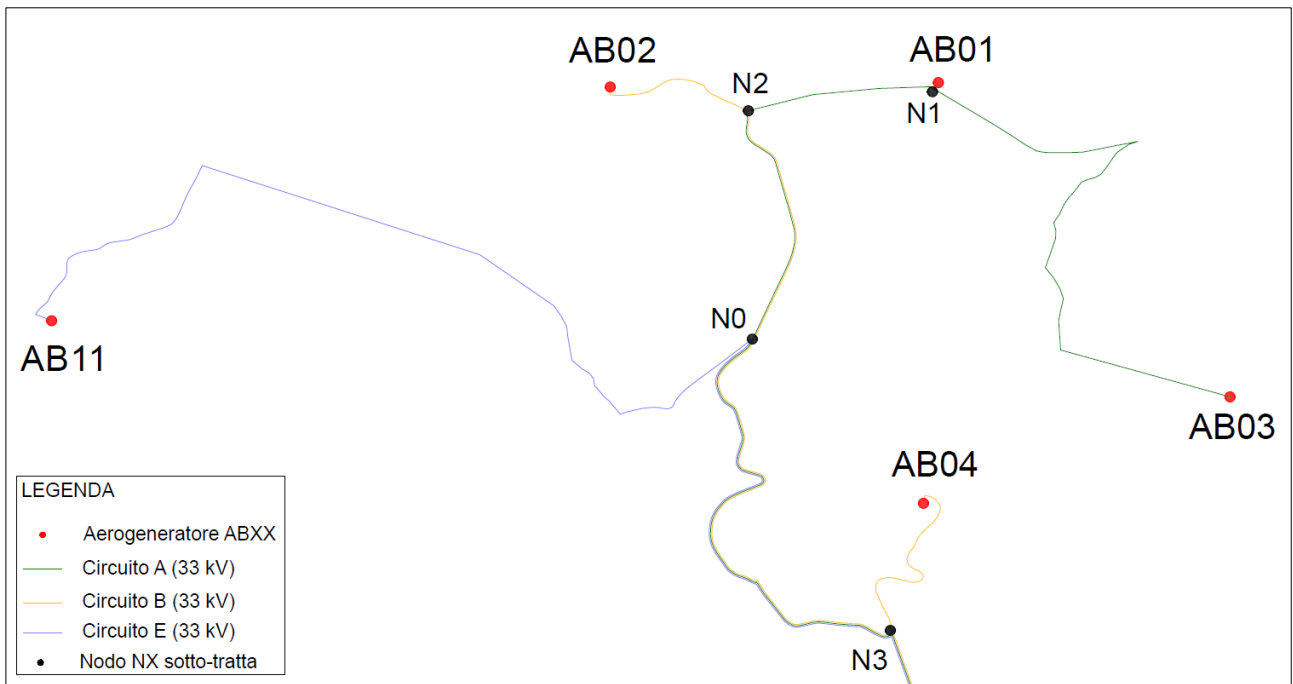 AB02
AB01
N2
N1
N0
AB11
AB03
AB04
N3
LEGENDA
Aerogeneratore ABXX
Circuito A (33 kV)
Circuito B (33 kV)
Circuito E (33 kV)
Nodo NX sotto-tratta